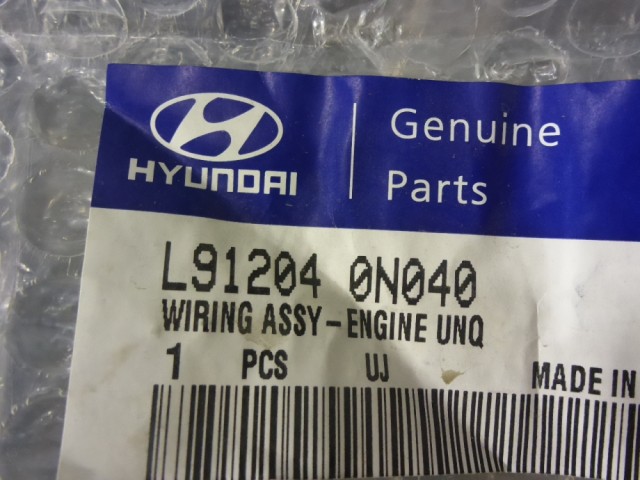 HYUNDAI
Genuine
Parts
L91204 0N040
WIRING ASSY-ENGINE UNQ
1 PCS UJ MADE IN